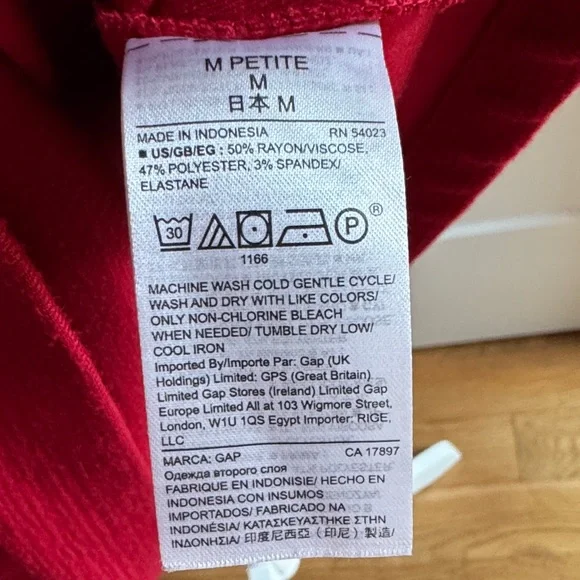 M PETITE
M
日本 M
MADE IN INDONESIA RN 54023
■ US/GB/EG : 50% RAYON/VISCOSE,
47% POLYESTER, 3% SPANDEX/
ELASTANE
30 P ®
1166
MACHINE WASH COLD GENTLE CYCLE/
WASH AND DRY WITH LIKE COLORS/
ONLY NON-CHLORINE BLEACH
WHEN NEEDED/ TUMBLE DRY LOW/
COOL IRON
Imported By/Importe Par: Gap (UK
Holdings) Limited: GPS (Great Britain)
Limited Gap Stores (Ireland) Limited Gap
Europe Limited All at 103 Wigmore Street,
London, W1U 1QS Egypt Importer: RIGE,
LLC
MARCA: GAP CA 17897
Одежда второго слоя
FABRIQUE EN INDONISIE/ HECHO EN
INDONESIA CON INSUMOS
IMPORTADOS/ FABRICADO NA
INDONÉSIA/ ΚΑΤΑΣΚΕΥΑΣΤΗΚΕ ΣΤΗΝ
ΙΝΔΟΝΗΣΙΑ/ 印度尼西亞（印尼）製造/